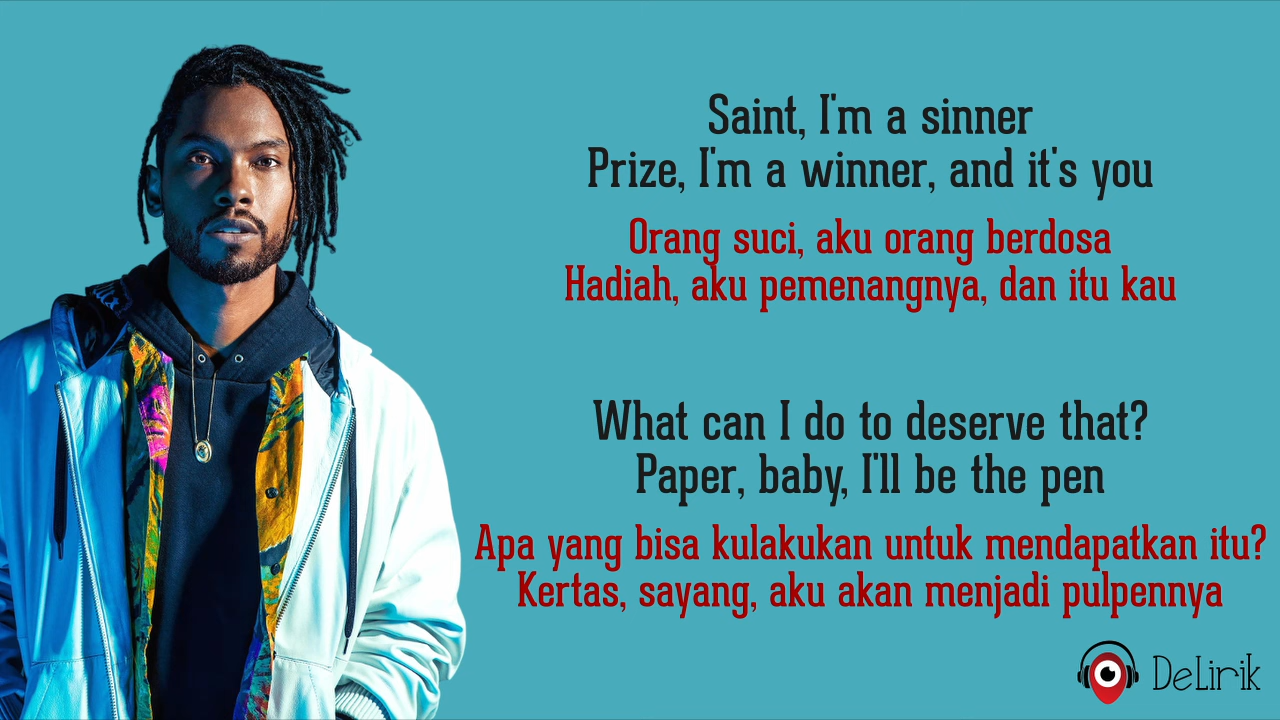 Saint, I'm a sinner
Prize, I'm a winner, and it's you
Orang suci, aku orang berdosa
Hadiah, aku pemenangnya, dan itu kau
What can I do to deserve that?
Paper, baby, I'll be the pen
Apa yang bisa kulakukan untuk mendapatkan itu?
Kertas, sayang, aku akan menjadi pulpennya
DeLirik